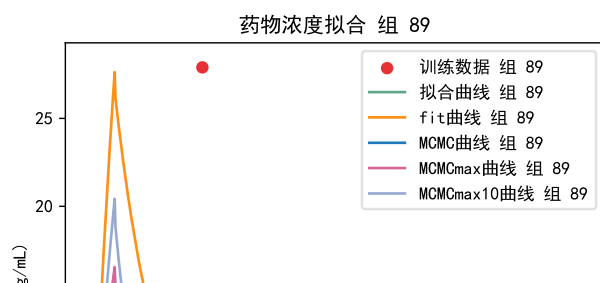 药物浓度拟合 组 89
训练数据 组 89
拟合曲线 组 89
fit曲线 组 89
MCMC曲线 组 89
MCMCmax曲线 组 89
MCMCmax10曲线 组 89
25
20
g/mL)